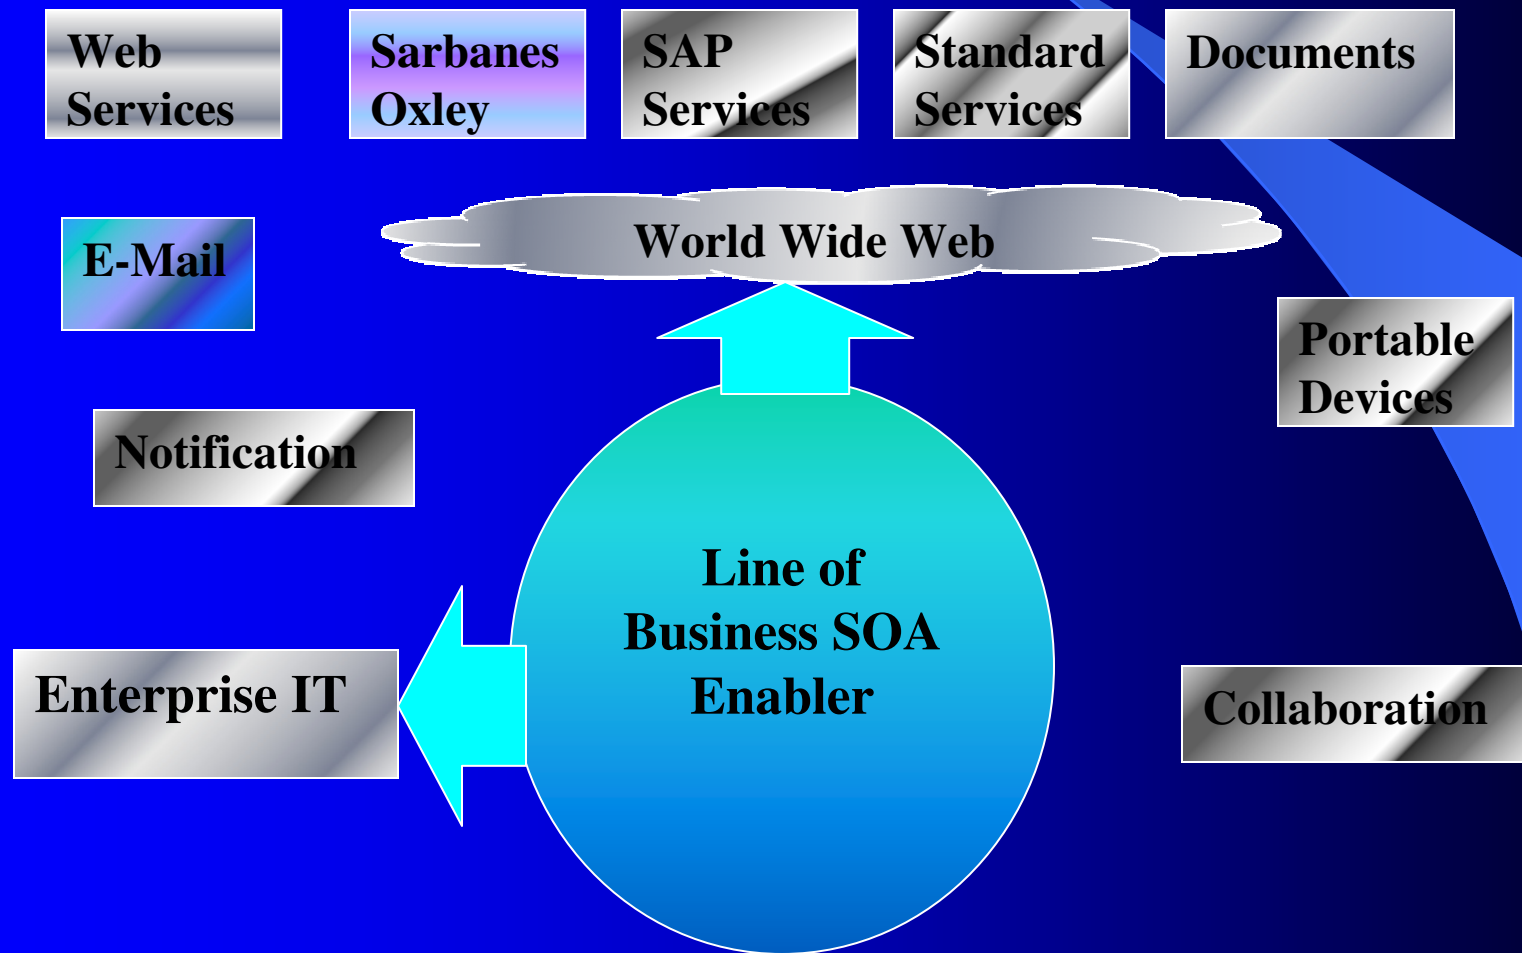 Web
Services
Sarbanes
Oxley
SAP
Services
Standard
Services
Documents
E-Mail
World Wide Web
Portable
Devices
Notification
Line of
Business SOA
Enabler
Enterprise IT
Collaboration